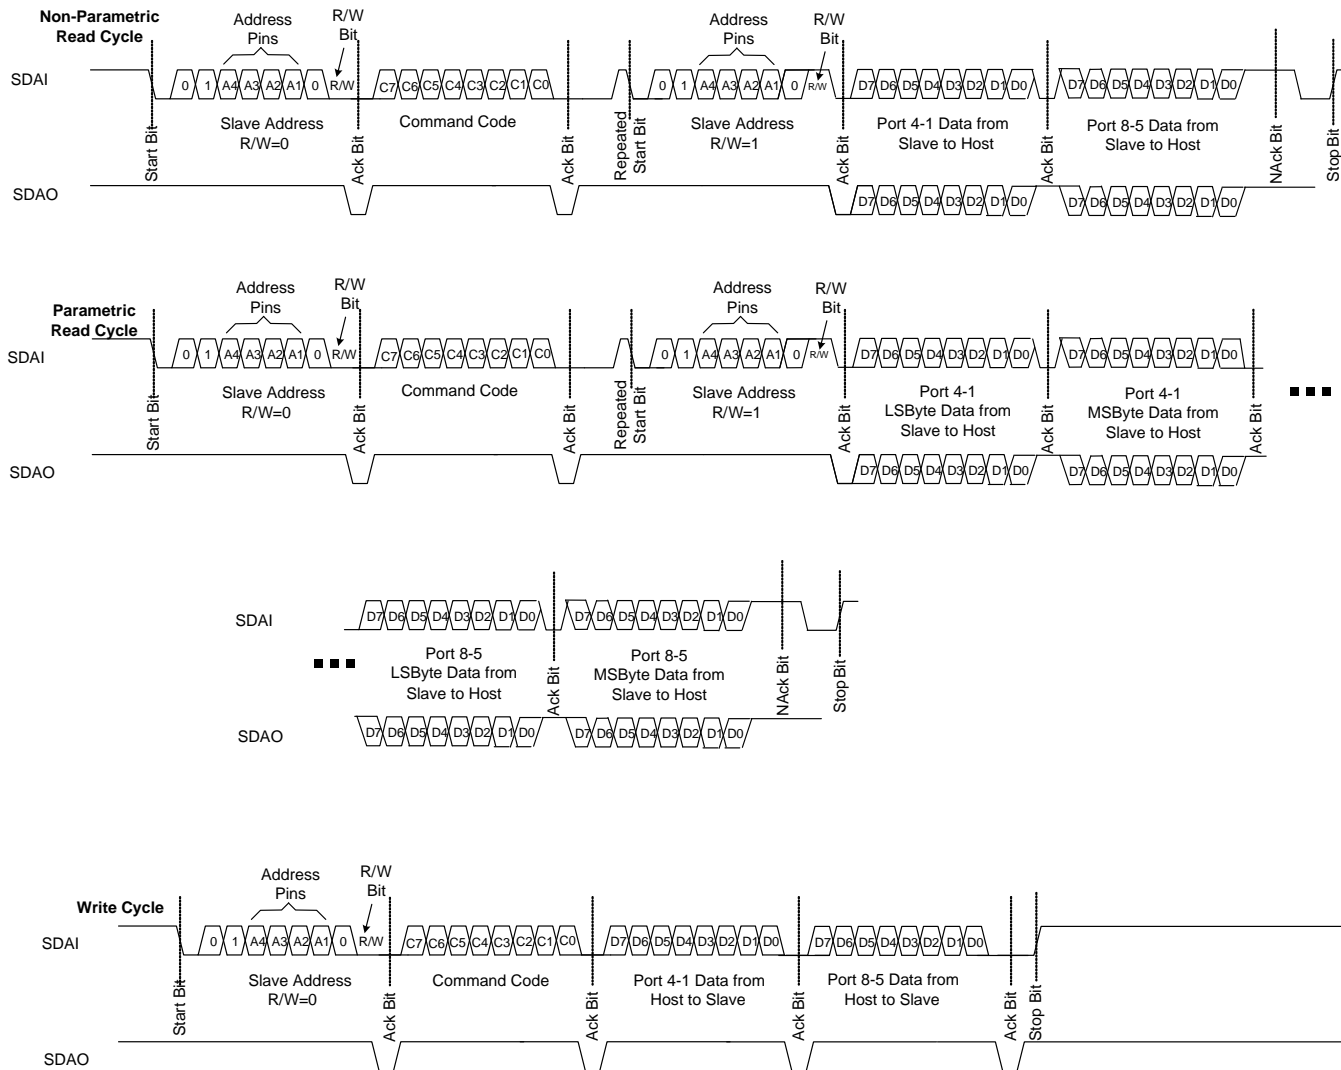 Non-Parametric
Read Cycle
Address
Pins
R/W
Bit
R/W
Bit
SDAI
0 1 A4 A3 A2 A1 0 R/W C7 C6 C5 C4 C3 C2 C1 C0 0 1 A4 A3 A2 A1 0 R/W D7 D6 D5 D4 D3 D2 D1 D0 D7 D6 D5 D4 D3 D2 D1 D0
Start Bit
Slave Address
R/W=0
Ack Bit
Command Code
Ack Bit
Repeated
Start Bit
Slave Address
R/W=1
Ack Bit
Port 4-1 Data from
Slave to Host
Ack Bit
Port 8-5 Data from
Slave to Host
NAck Bit
Stop Bit
SDAO
D7 D6 D5 D4 D3 D2 D1 D0 D7 D6 D5 D4 D3 D2 D1 D0
Parametric
Read Cycle
Address
Pins
R/W
Bit
Address
Pins
R/W
Bit
SDAI
0 1 A4 A3 A2 A1 0 R/W C7 C6 C5 C4 C3 C2 C1 C0 0 1 A4 A3 A2 A1 0 R/W D7 D6 D5 D4 D3 D2 D1 D0 D7 D6 D5 D4 D3 D2 D1 D0
Start Bit
Slave Address
R/W=0
Ack Bit
Command Code
Ack Bit
Repeated
Start Bit
Slave Address
R/W=1
Ack Bit
Port 4-1
LSByte Data from
Slave to Host
Ack Bit
Port 4-1
MSByte Data from
Slave to Host
Ack Bit
SDAO
D7 D6 D5 D4 D3 D2 D1 D0 D7 D6 D5 D4 D3 D2 D1 D0
SDAI
D7 D6 D5 D4 D3 D2 D1 D0 D7 D6 D5 D4 D3 D2 D1 D0
Port 8-5
LSByte Data from
Slave to Host
Ack Bit
Port 8-5
MSByte Data from
Slave to Host
NAck Bit
Stop Bit
SDAO
D7 D6 D5 D4 D3 D2 D1 D0 D7 D6 D5 D4 D3 D2 D1 D0
Write Cycle
Address
Pins
R/W
Bit
SDAI
0 1 A4 A3 A2 A1 0 R/W C7 C6 C5 C4 C3 C2 C1 C0 D7 D6 D5 D4 D3 D2 D1 D0 D7 D6 D5 D4 D3 D2 D1 D0
Start Bit
Slave Address
R/W=0
Ack Bit
Command Code
Ack Bit
Port 4-1 Data from
Host to Slave
Ack Bit
Port 8-5 Data from
Host to Slave
Ack Bit
Stop Bit
SDAO